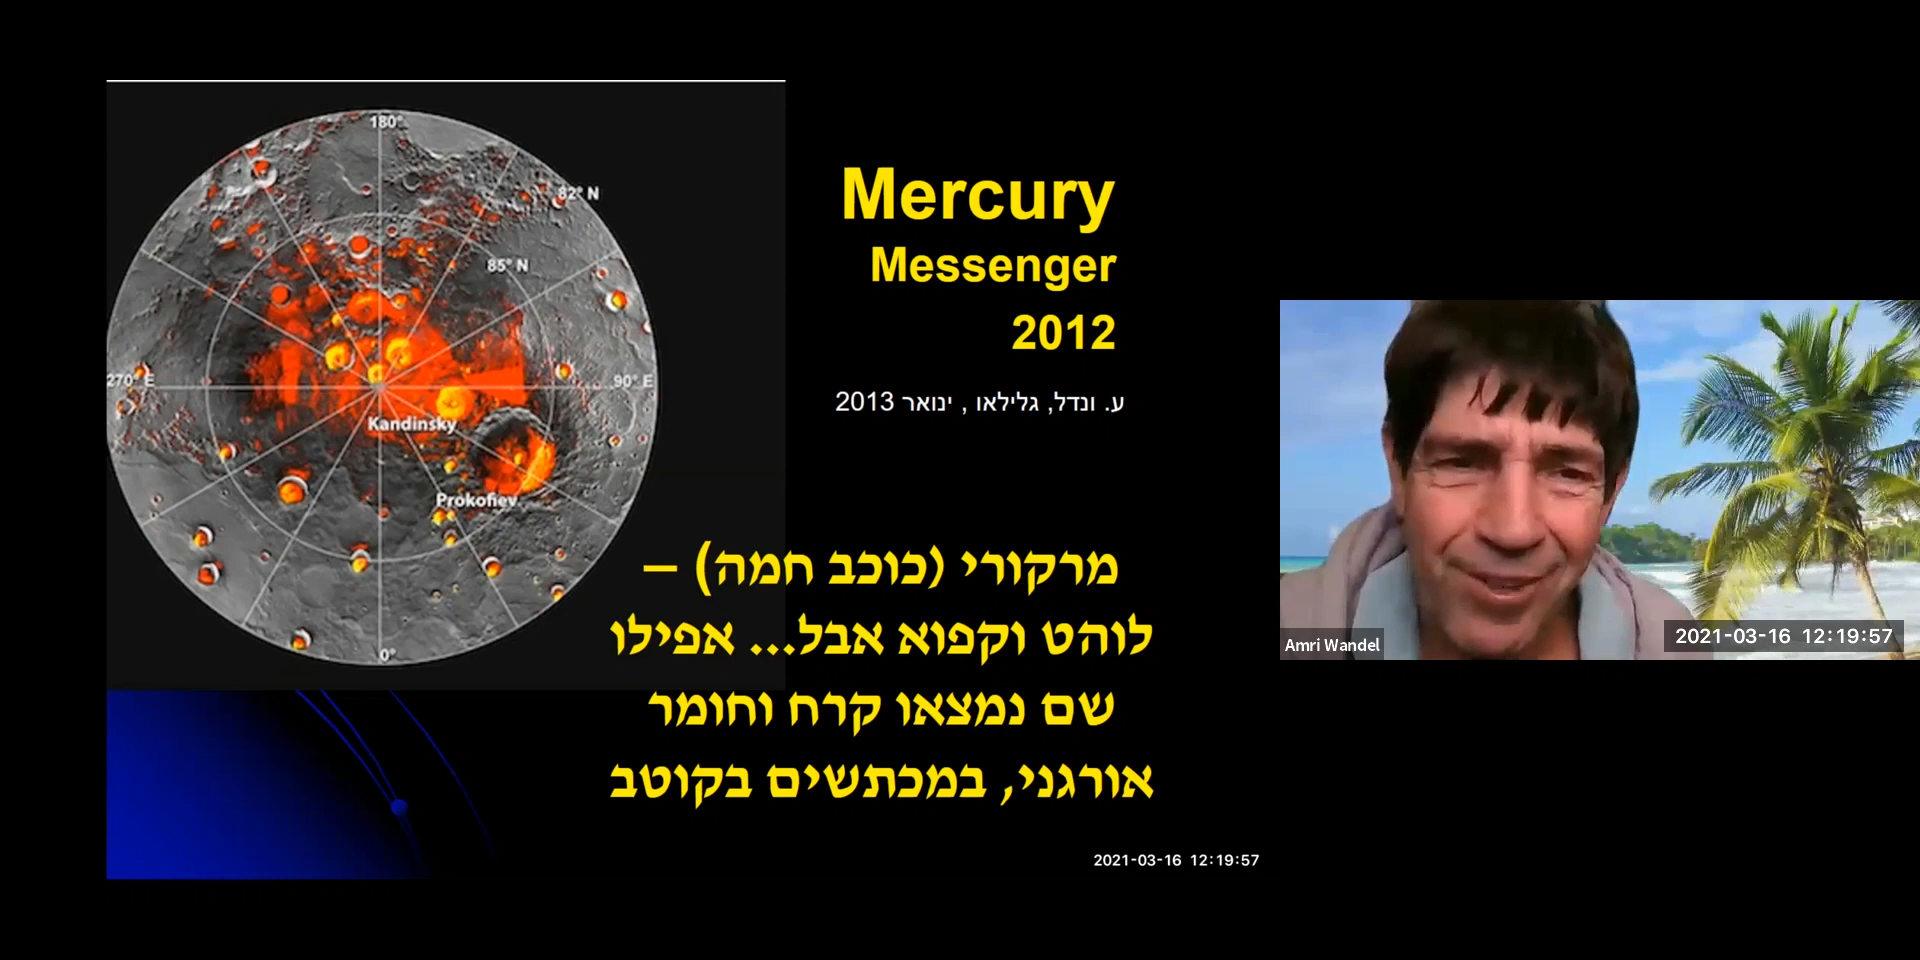 180°
82° N
85° N
270° E
90° E
Kandinsky
Prokofiev
0°
Mercury
Messenger
2012
ע. ונדל, גלילאו , ינואר 2013
מרקורי (כוכב חמה) –
לוהט וקפוא אבל... אפילו
שם נמצאו קרח וחומר
אורגני, במכתשים בקוטב
2021-03-16 12:19:57
Amri Wandel
2021-03-16 12:19:57